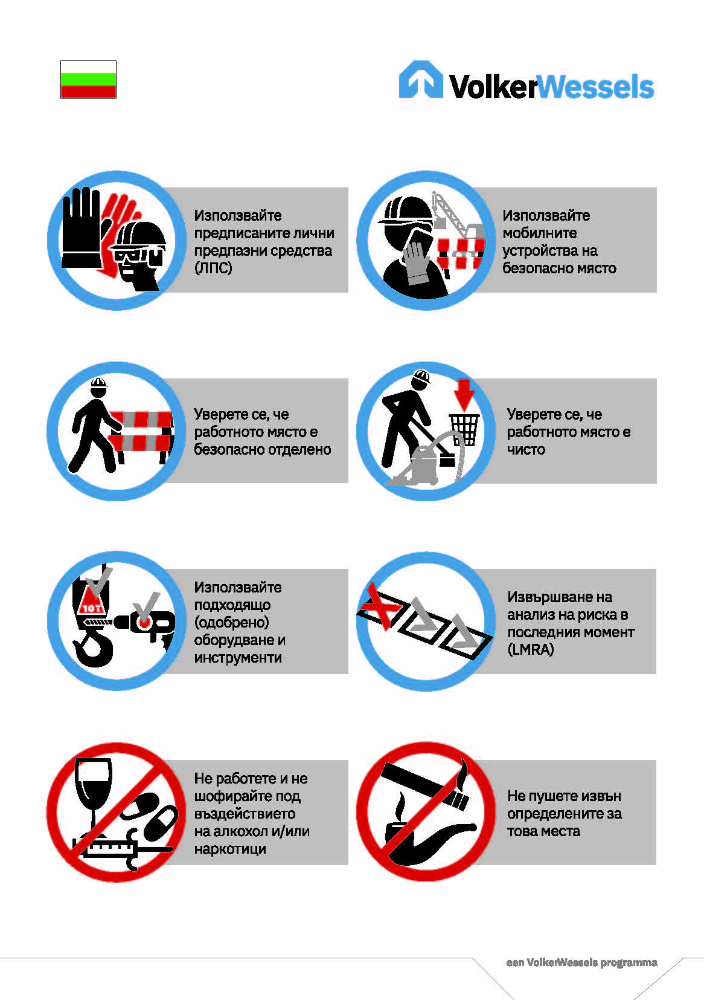 VolkerWessels
Използвайте
предписаните лични
предпазни средства
(ЛПС)
Използвайте
мобилните
устройства на
безопасно място
Уверете се, че
работното място е
безопасно отделено
Уверете се, че
работното място е
чисто
10T
Използвайте
подходящо
(одобрено)
оборудване и
инструменти
Извършване на
анализ на риска в
последния момент
(LMRA)
Не работете и не
шофирайте под
въздействието
на алкохол и/или
наркотици
Не пушете извън
определените за
това места
een VolkerWessels programma